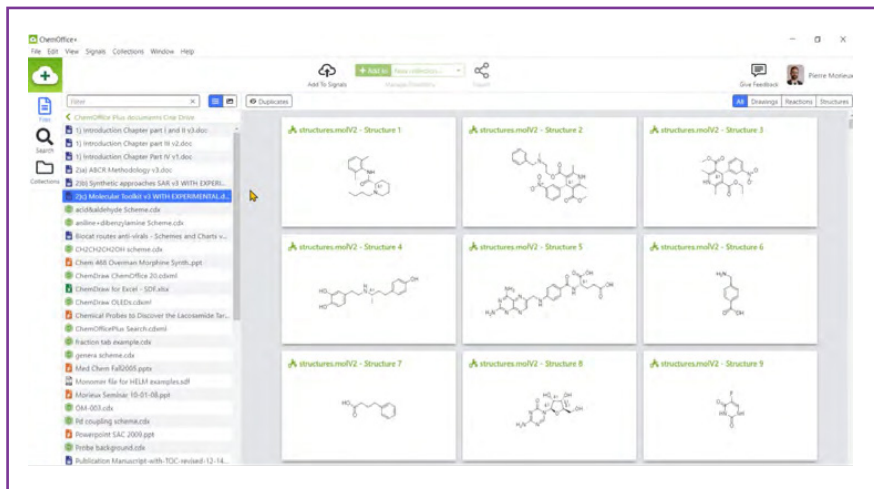 ChemOffice+
File Edit View Signals Collections Window Help
Add To Signals
Add to New collection...
Manage Inventory
Export
Give Feedback
Pierre Morieux
Files
Search
Collections
Filter
ChemOffice Plus documents One Drive
1) Introduction Chapter part I and II v3.doc
1) Introduction Chapter part III v2.doc
1) Introduction Chapter Part IV v1.doc
2(a) ABCR Methodology v3.doc
2(b) Synthetic approaches SAR v3 WITH EXPERI...
2(c) Molecular Toolkit v3 WITH EXPERIMENTAL.d...
acid&aldehyde Scheme.cdx
aniline+dibenzylamine Scheme.cdx
Biocat routes anti-virals - Schemes and Charts v...
CH2CH2CH2OH scheme.cdx
Chem 466 Overman Morphine Synth..ppt
ChemDraw ChemOffice 20.cdxml
ChemDraw for Excel - SDF.xlsx
ChemDraw OLEDs.cdxml
Chemical Probes to Discover the Lacosamide Tar...
ChemOfficePlus Search.cdxml
fraction tab example.cdx
genera scheme.cdx
Med Chem Fall2005.pptx
Monomer file for HELM examples.sdf
Morieux Seminar 10-01-08.ppt
OM-003.cdx
Pd coupling scheme.cdx
Powerpoint SAC 2009.ppt
Probe background.cdx
Publication Manuscript-with-TOC-revised-12-14...
Duplicates
All Drawings Reactions Structures
structures.molV2 - Structure 1
structures.molV2 - Structure 2
structures.molV2 - Structure 3
structures.molV2 - Structure 4
structures.molV2 - Structure 5
structures.molV2 - Structure 6
structures.molV2 - Structure 7
structures.molV2 - Structure 8
structures.molV2 - Structure 9